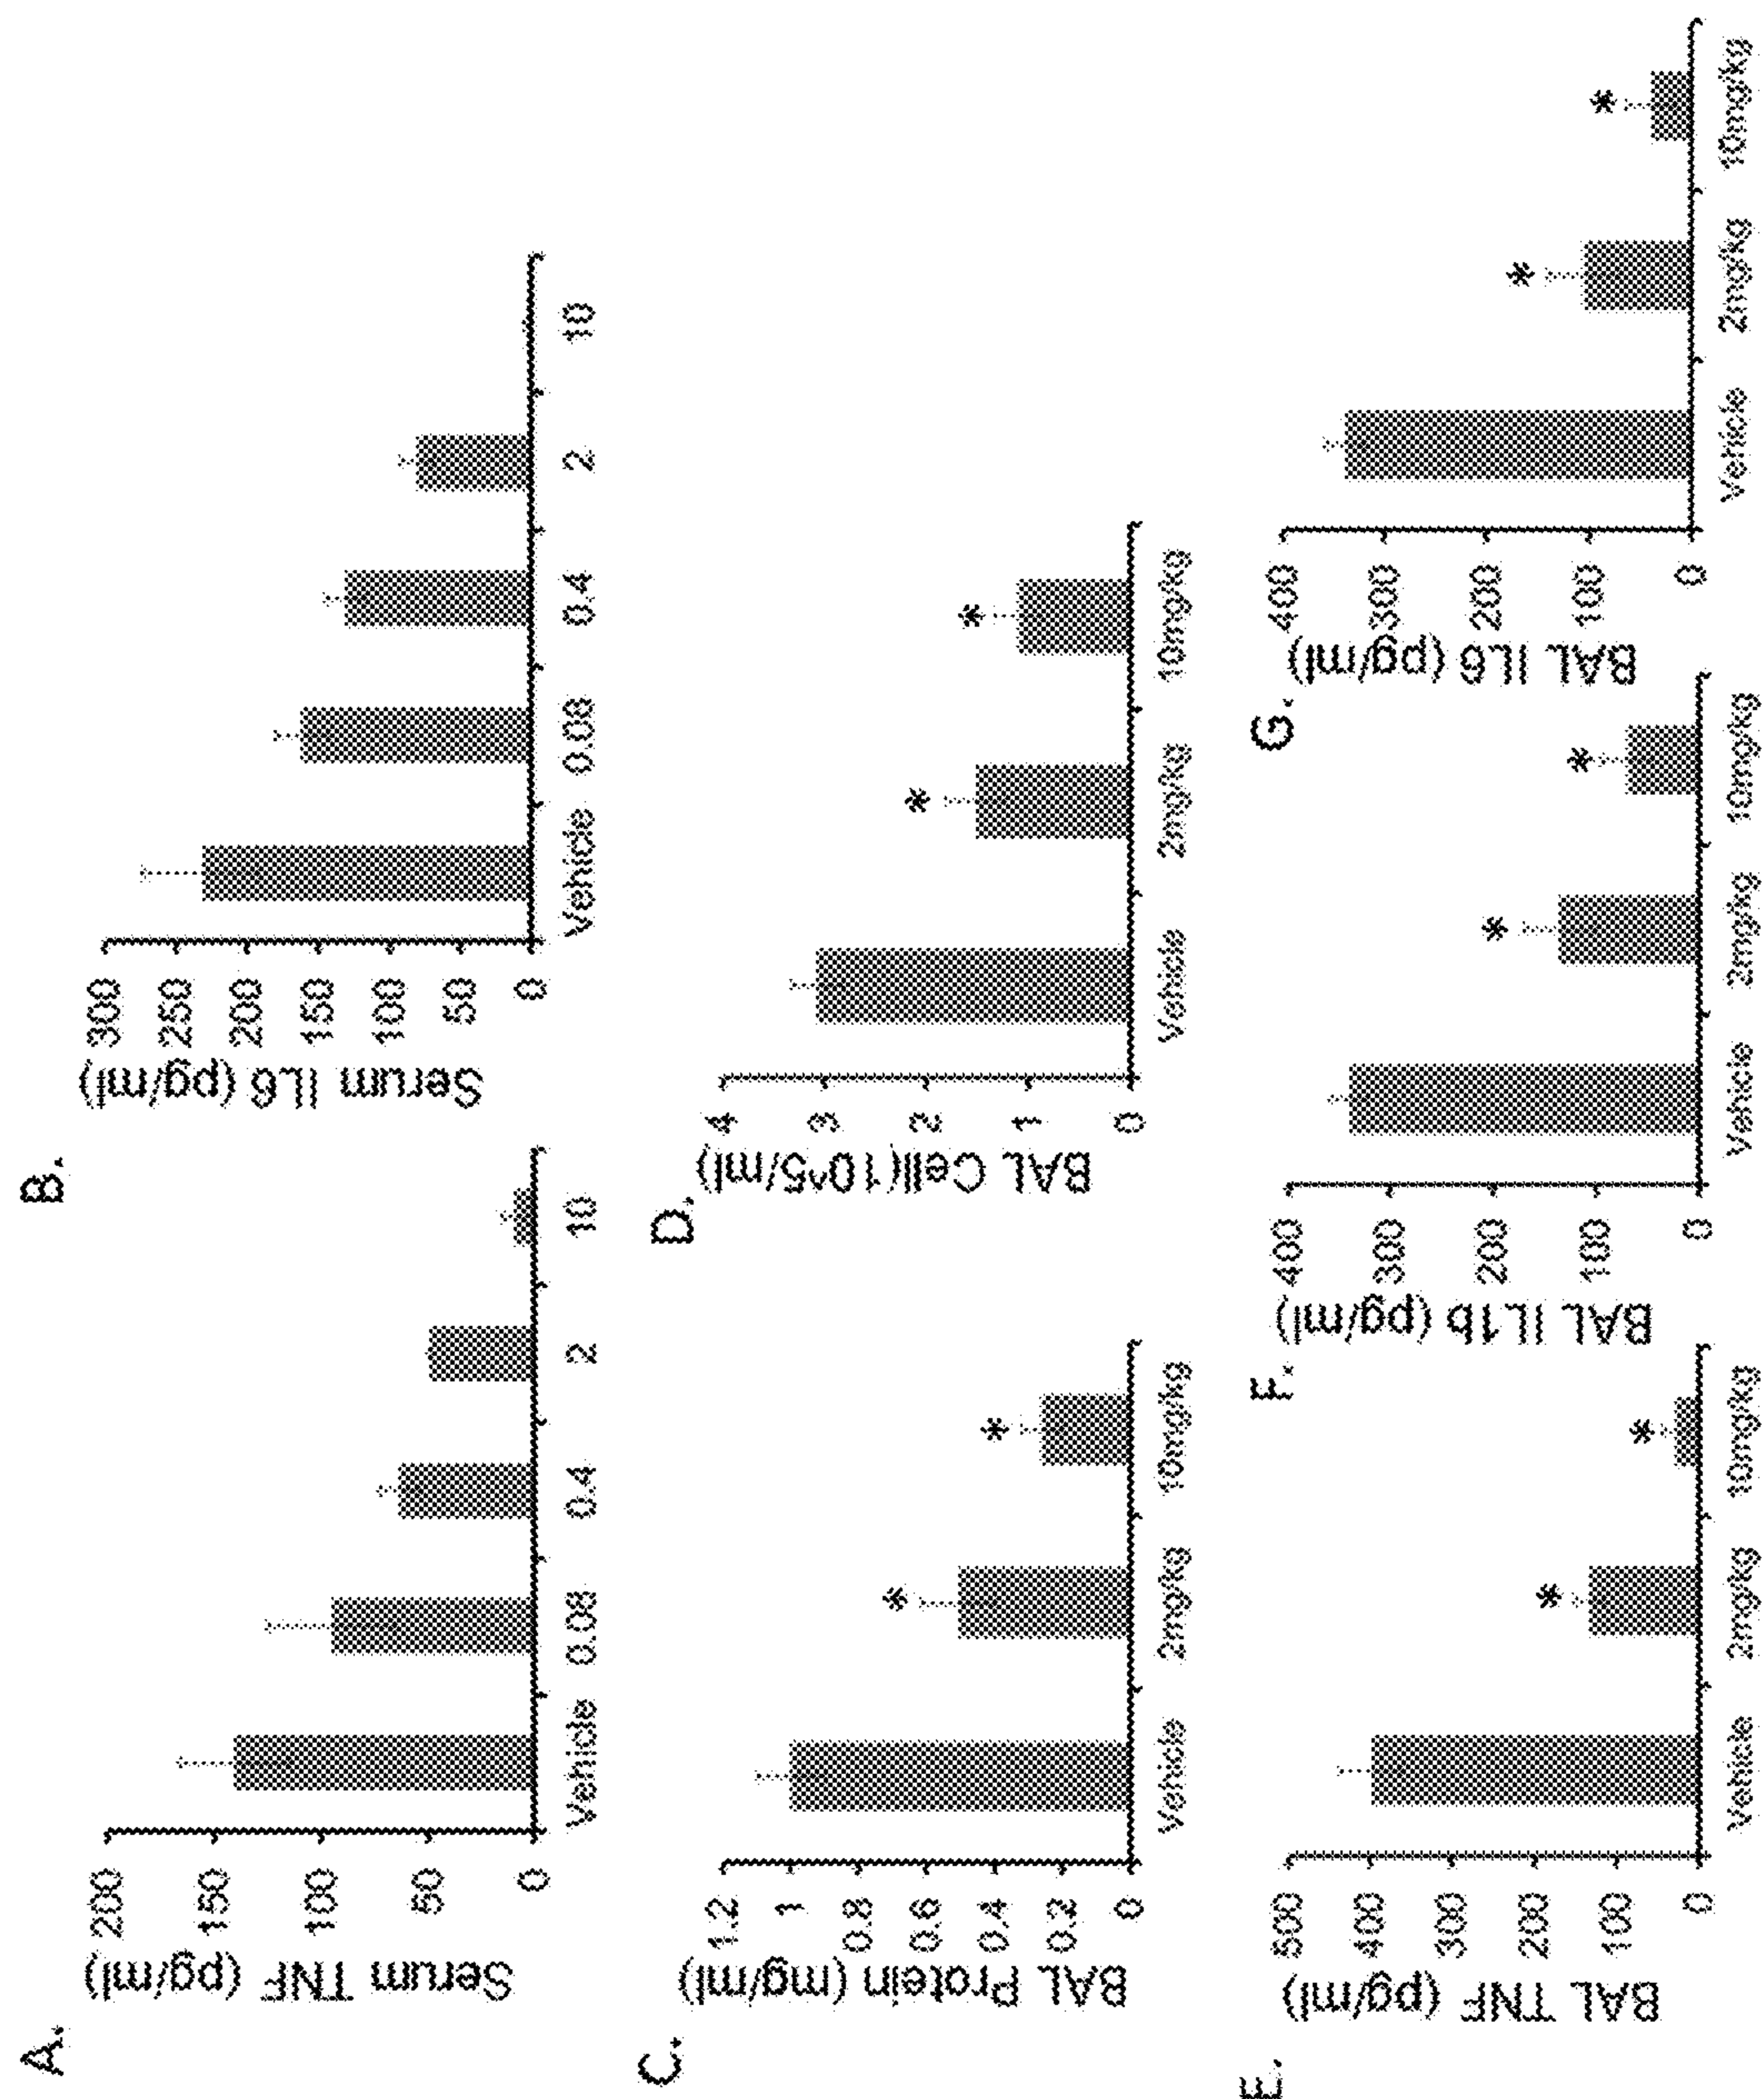 A.
Serum TNF (pg/ml)
200
150
100
50
0
Vehicle 0.08 0.4 2 10
B.
Serum IL6 (pg/ml)
300
250
200
150
100
50
0
Vehicle 0.08 0.4 2 10
C.
BAL Protein (mg/ml)
1.2
1
0.8
0.6
0.4
0.2
0
* *
Vehicle 2mg/kg 10mg/kg
D.
BAL Cell(10^5/ml)
4
3
2
1
0
* *
Vehicle 2mg/kg 10mg/kg
E.
BAL TNF (pg/ml)
500
400
300
200
100
0
* *
Vehicle 2mg/kg 10mg/kg
F.
BAL IL1b (pg/ml)
400
300
200
100
0
* *
Vehicle 2mg/kg 10mg/kg
G.
BAL IL6 (pg/ml)
400
300
200
100
0
* *
Vehicle 2mg/kg 10mg/kg